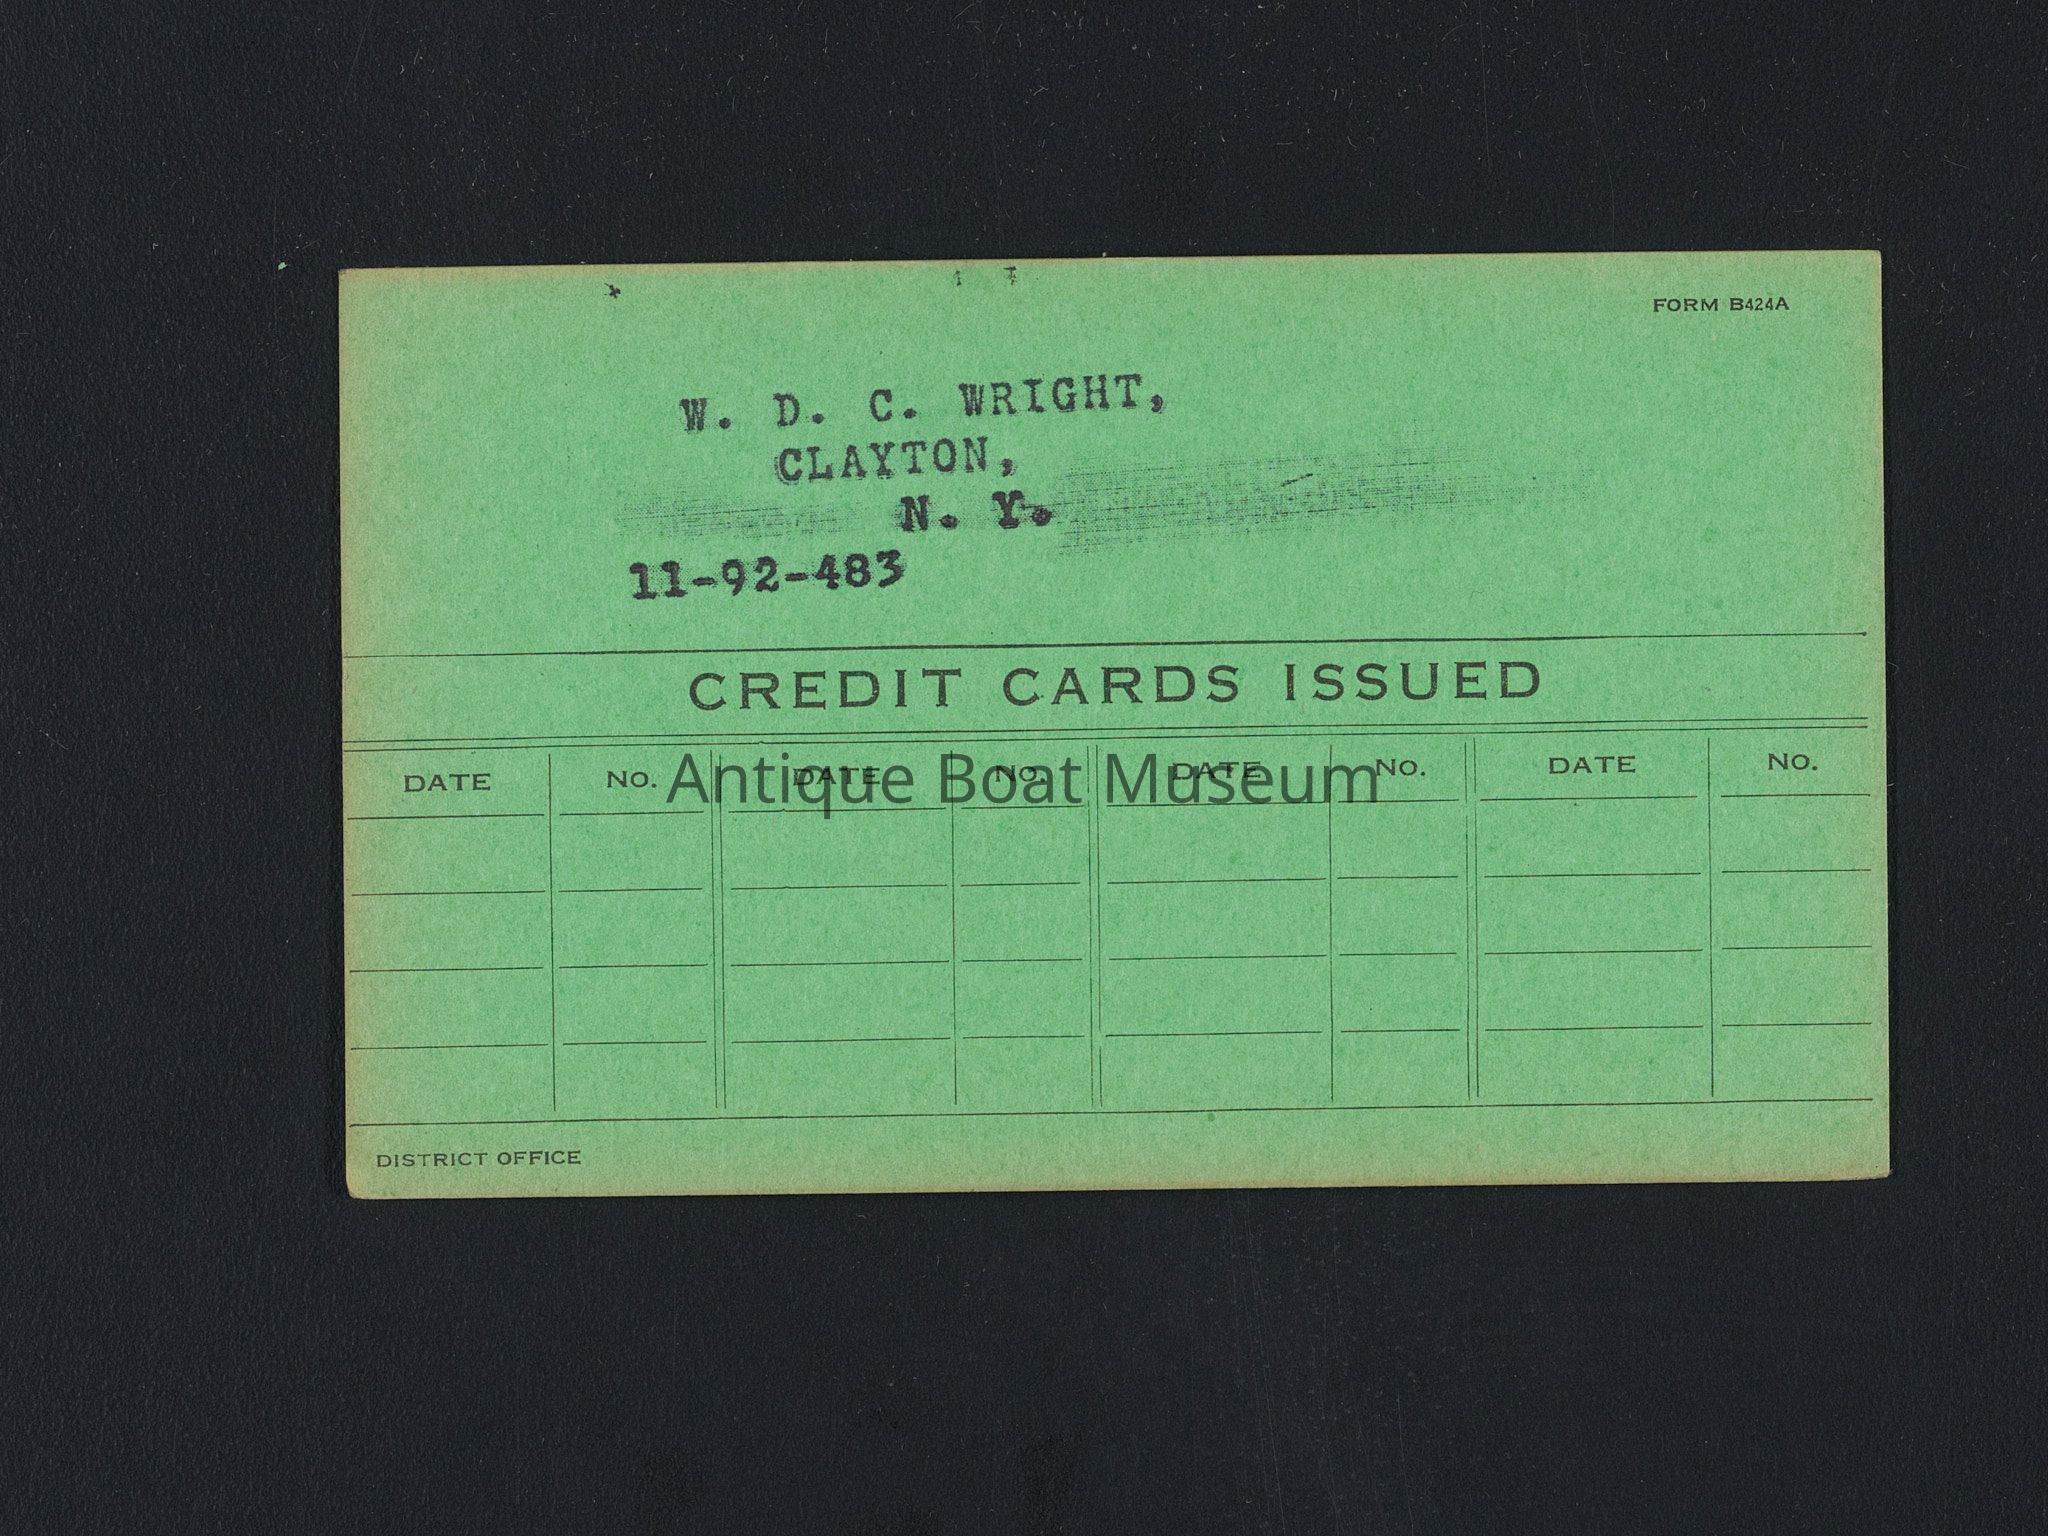 FORM B424A
W. D. C. WRIGHT,
CLAYTON,
N. Y.
11-92-483
CREDIT CARDS ISSUED
DATE No. DATE No. DATE No. DATE No.
Antique Boat Museum
DISTRICT OFFICE